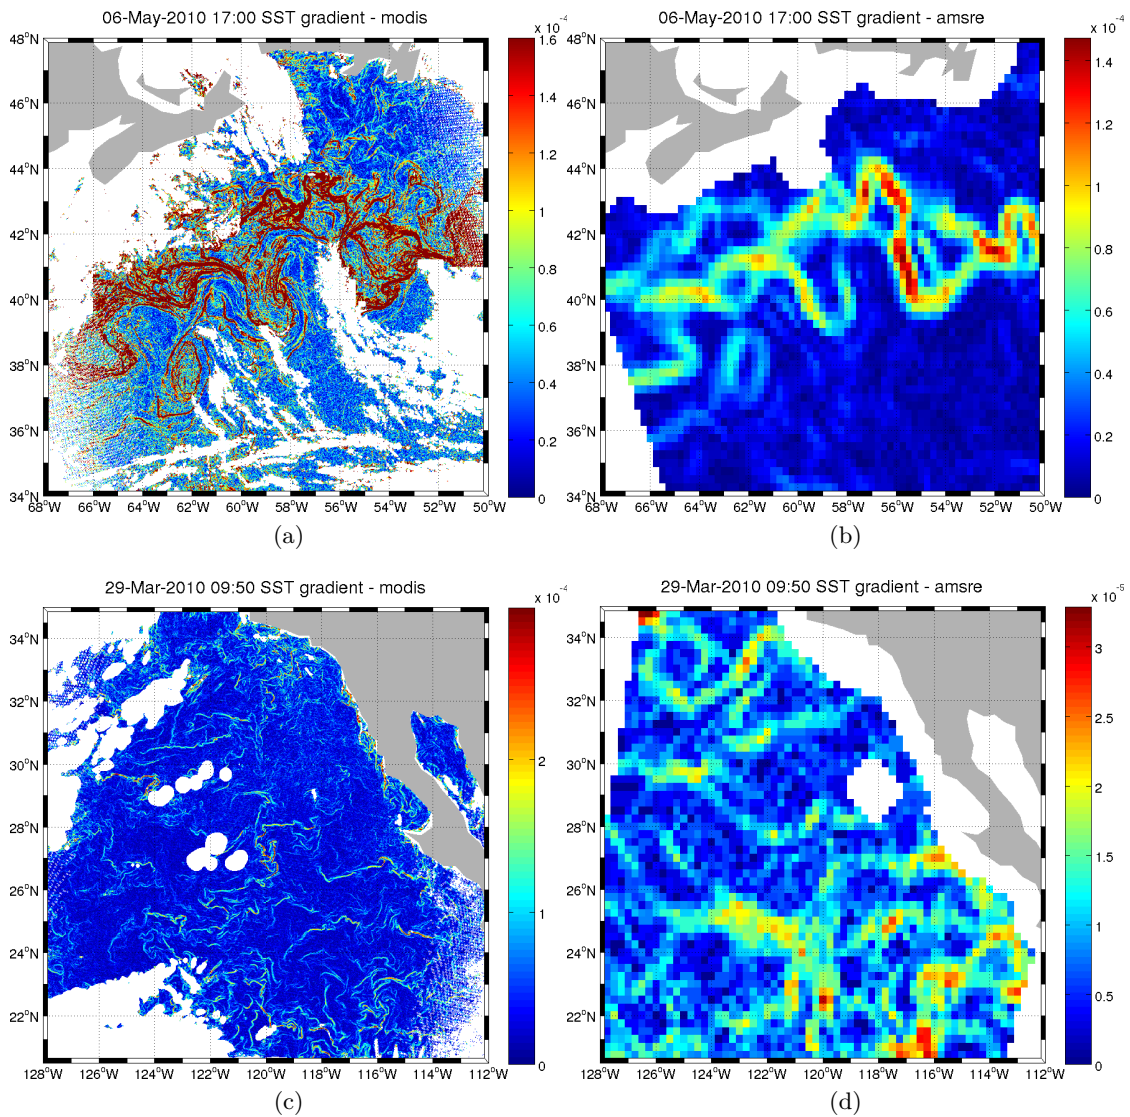 06-May-2010 17:00 SST gradient - modis
x 10⁻⁴
48°N
46°N
44°N
42°N
40°N
38°N
36°N
34°N
68°W 66°W 64°W 62°W 60°W 58°W 56°W 54°W 52°W 50°W
1.6
1.2
1
0.8
0.6
0.4
0.2
0
(a)
06-May-2010 17:00 SST gradient - amsre
x 10⁻⁴
48°N
46°N
44°N
42°N
40°N
38°N
36°N
34°N
68°W 66°W 64°W 62°W 60°W 58°W 56°W 54°W 52°W 50°W
1.4
1.2
1
0.8
0.6
0.4
0.2
0
(b)
29-Mar-2010 09:50 SST gradient - modis
x 10⁻⁴
34°N
32°N
30°N
28°N
26°N
24°N
22°N
128°W 126°W 124°W 122°W 120°W 118°W 116°W 114°W 112°W
2
1
0
(c)
29-Mar-2010 09:50 SST gradient - amsre
x 10⁻⁵
34°N
32°N
30°N
28°N
26°N
24°N
22°N
128°W 126°W 124°W 122°W 120°W 118°W 116°W 114°W 112°W
3
2.5
2
1.5
1
0.5
0
(d)